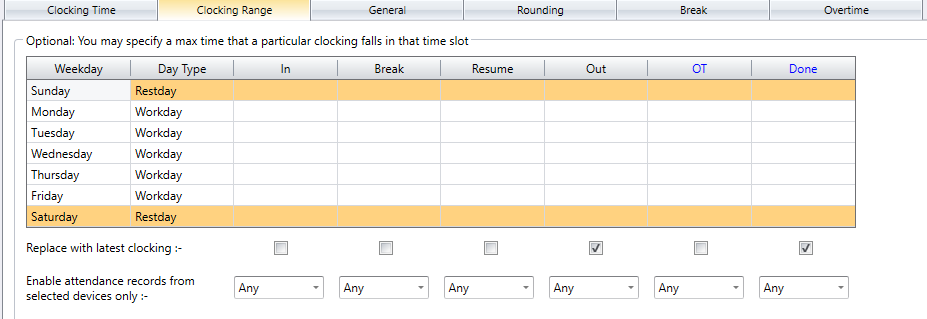 Clocking Time Clocking Range General Rounding Break Overtime
Optional: You may specify a max time that a particular clocking falls in that time slot
Weekday Day Type In Break Resume Out OT Done
Sunday Restday
Monday Workday
Tuesday Workday
Wednesday Workday
Thursday Workday
Friday Workday
Saturday Restday
Replace with latest clocking :-
Enable attendance records from
selected devices only :- Any Any Any Any Any Any